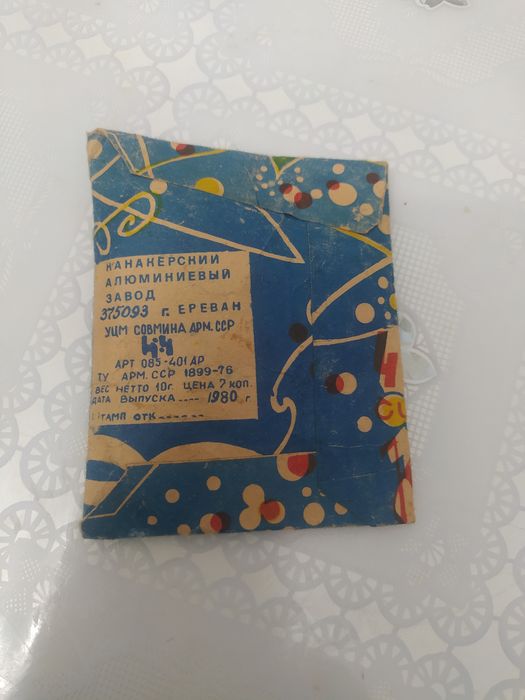 КАНАКЕРСКИЙ
АЛЮМИНИЕВЫЙ
ЗАВОД
375093 г. ЕРЕВАН
УЦМ СОВМИНА АРМ. ССР
АРТ 085-401 АР
ТУ АРМ. ССР 1899-76
ВЕС НЕТТО 10г. ЦЕНА 7 КОП.
ДАТА ВЫПУСКА .... 1980 г
ШТАМП ОТК